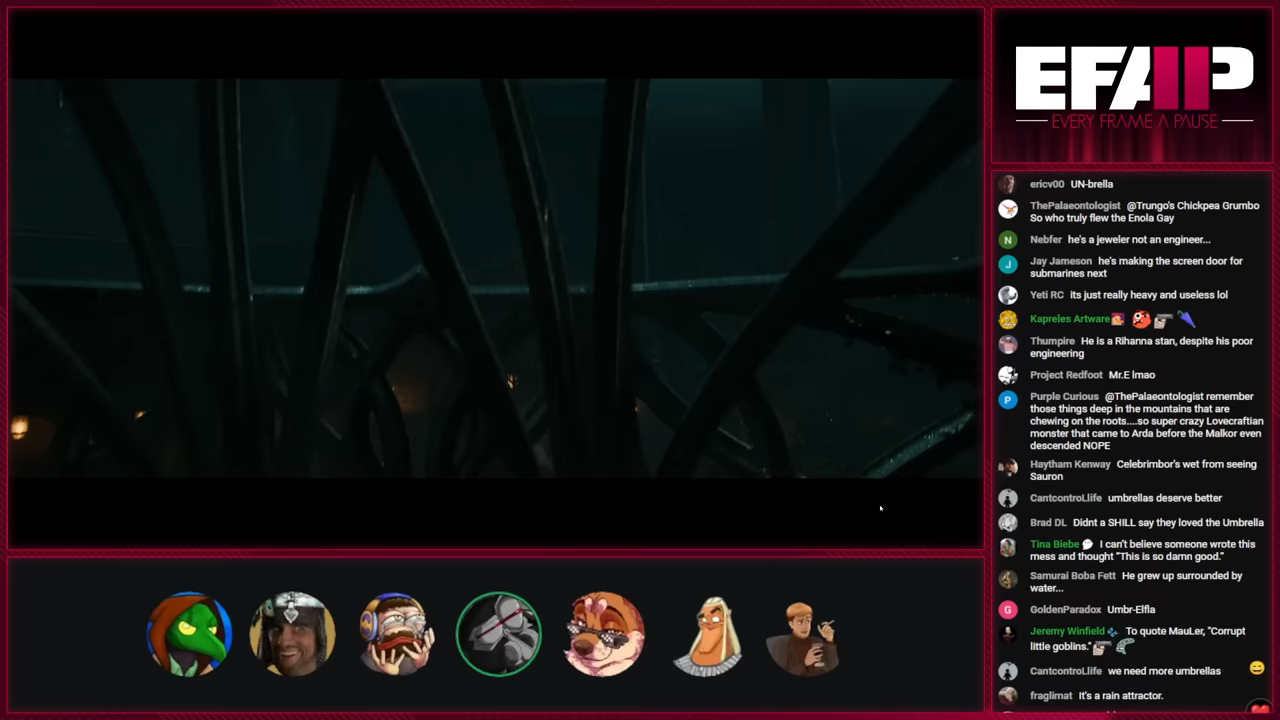 EFAP
EVERY FRAME A PAUSE
ericv00 UN-brella
ThePalaeontologist @Trungo's Chickpea Grumbo
So who truly flew the Enola Gay
N
Nebfer he's a jeweler not an engineer...
J
Jay Jameson he's making the screen door for
submarines next
Yeti RC its just really heavy and useless lol
Kapreles Artware
Thumpire He is a Rihanna stan, despite his poor
engineering
Project Redfoot Mr.E lmao
P
Purple Curious @ThePalaeontologist remember
those things deep in the mountains that are
chewing on the roots....so super crazy Lovecraftian
monster that came to Arda before the Malkor even
descended NOPE
Haytham Kenway Celebrimbor's wet from seeing
Sauron
CantcontroLlife umbrellas deserve better
Brad DL Didnt a SHILL say they loved the Umbrella
Tina Biebe I can't believe someone wrote this
mess and thought "This is so damn good."
Samurai Boba Fett He grew up surrounded by
water...
G
GoldenParadox Umbr-Elfla
Jeremy Winfield To quote MauLer, "Corrupt
little goblins."
CantcontroLlife we need more umbrellas
fraglimat It's a rain attractor.